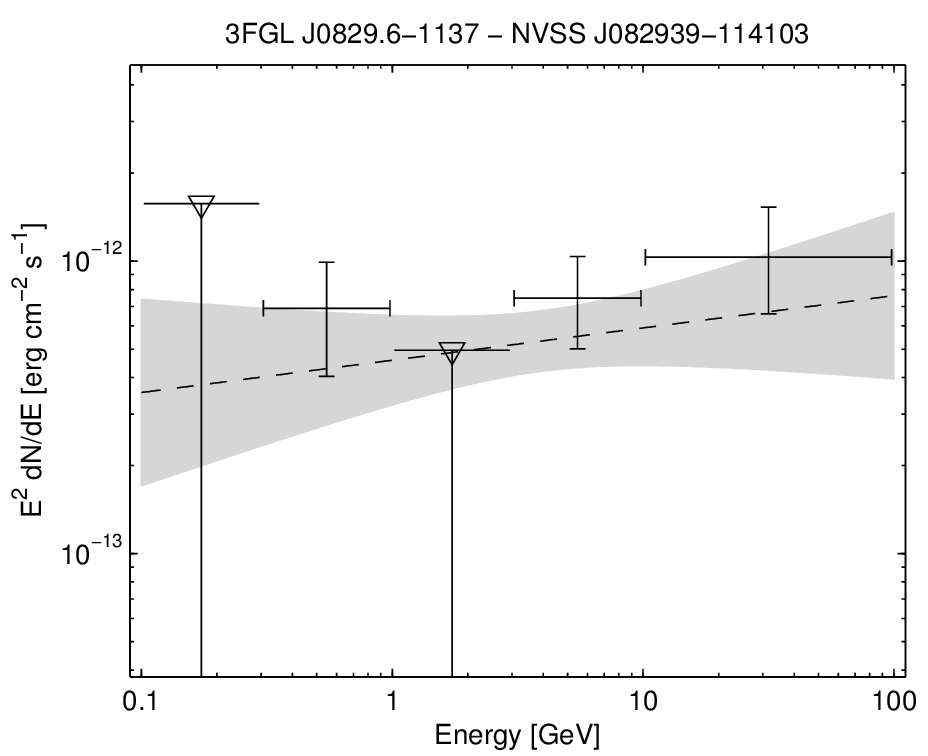 3FGL J0829.6−1137 − NVSS J082939−114103
E² dN/dE [erg cm⁻² s⁻¹]
10⁻¹²
10⁻¹³
0.1 1 10 100
Energy [GeV]